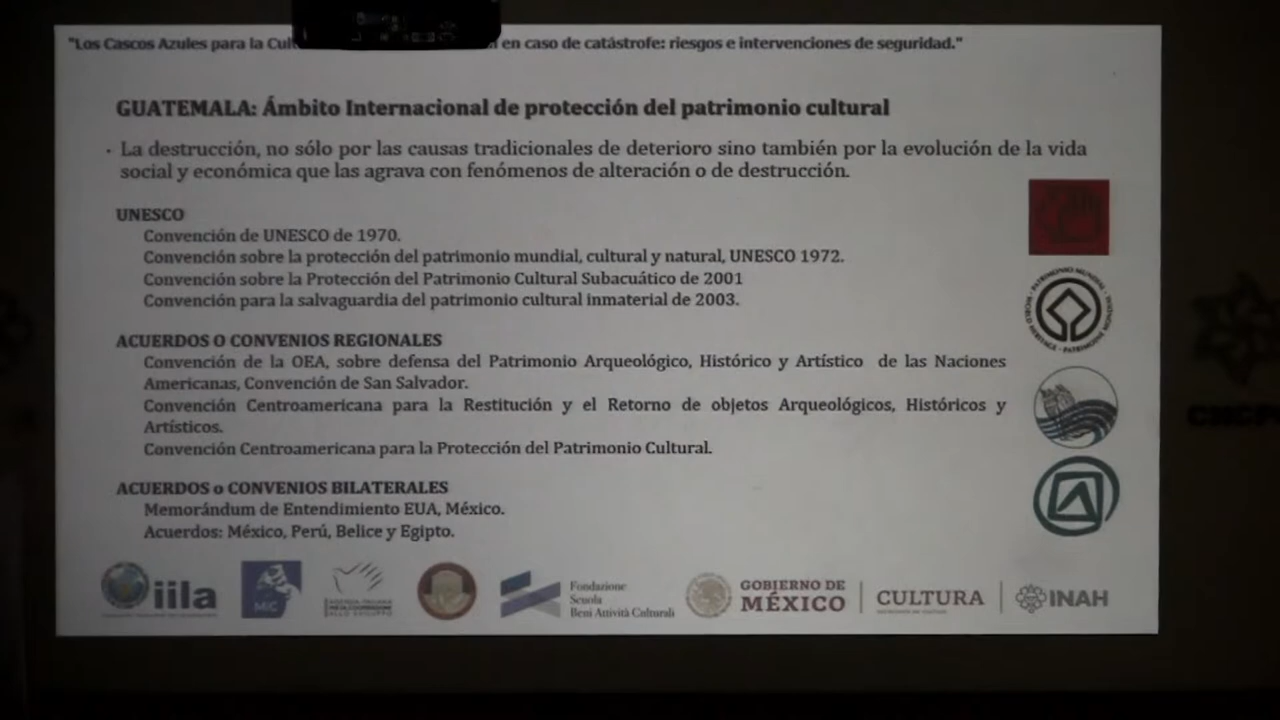 "Los Cascos Azules para la en caso de catástrofe: riesgos e intervenciones de seguridad."
GUATEMALA: Ámbito Internacional de protección del patrimonio cultural
· La destrucción, no sólo por las causas tradicionales de deterioro sino también por la evolución de la vida
social y económica que las agrava con fenómenos de alteración o de destrucción.
UNESCO
Convención de UNESCO de 1970.
Convención sobre la protección del patrimonio mundial, cultural y natural, UNESCO 1972.
Convención sobre la Protección del Patrimonio Cultural Subacuático de 2001
Convención para la salvaguardia del patrimonio cultural inmaterial de 2003.
ACUERDOS O CONVENIOS REGIONALES
Convención de la OEA, sobre defensa del Patrimonio Arqueológico, Histórico y Artístico de las Naciones
Americanas, Convención de San Salvador.
Convención Centroamericana para la Restitución y el Retorno de objetos Arqueológicos, Históricos y
Artísticos.
Convención Centroamericana para la Protección del Patrimonio Cultural.
ACUERDOS o CONVENIOS BILATERALES
Memorándum de Entendimiento EUA, México.
Acuerdos: México, Perú, Belice y Egipto.
iila
MiC
Fondazione
Scuola
Beni Attività Culturali
GOBIERNO DE
MÉXICO
CULTURA
INAH